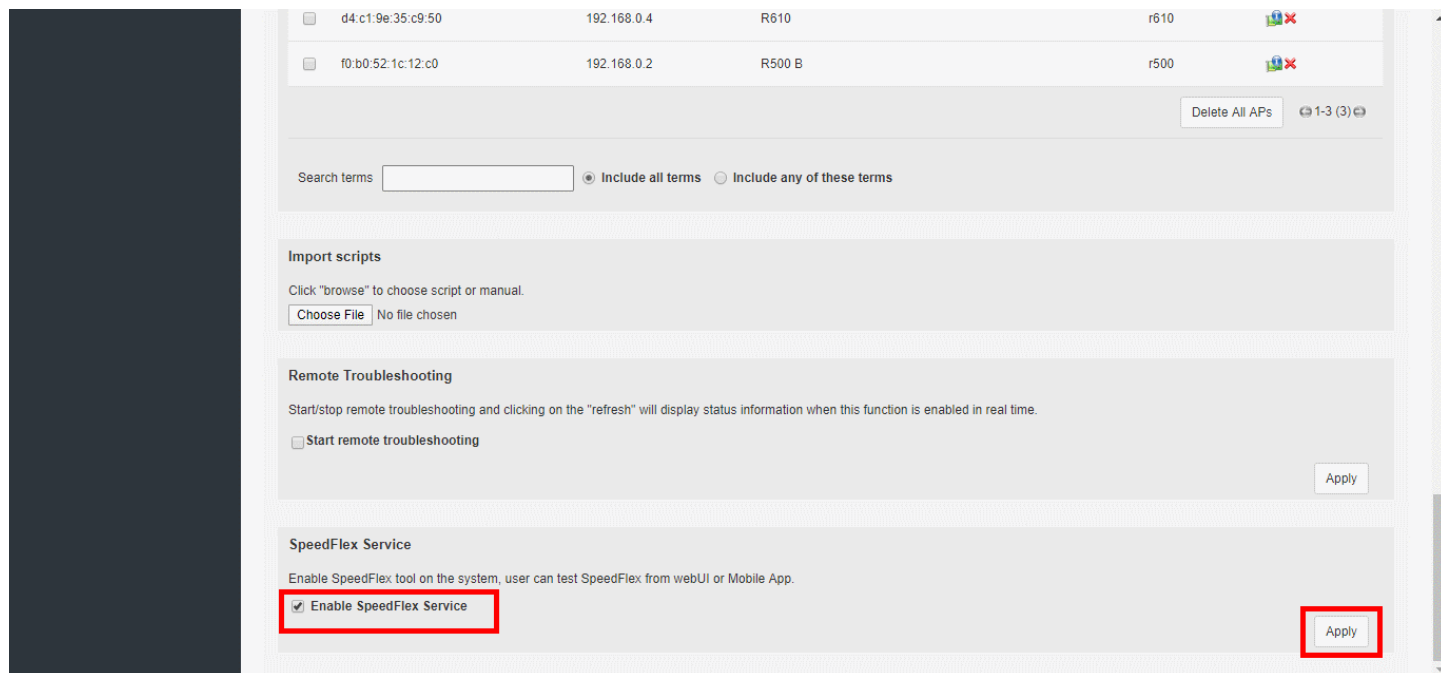 d4:c1:9e:35:c9:50 192.168.0.4 R610 r610
f0:b0:52:1c:12:c0 192.168.0.2 R500 B r500
Delete All APs 1-3 (3)
Search terms Include all terms Include any of these terms
Import scripts
Click "browse" to choose script or manual.
Choose File No file chosen
Remote Troubleshooting
Start/stop remote troubleshooting and clicking on the "refresh" will display status information when this function is enabled in real time.
Start remote troubleshooting
Apply
SpeedFlex Service
Enable SpeedFlex tool on the system, user can test SpeedFlex from webUI or Mobile App.
Enable SpeedFlex Service
Apply